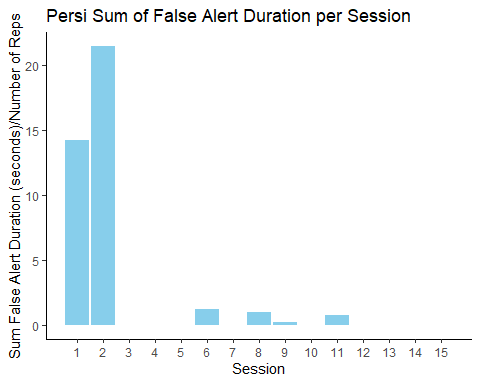 Persi Sum of False Alert Duration per Session
Sum False Alert Duration (seconds)/Number of Reps
20
15
10
5
0
1 2 3 4 5 6 7 8 9 10 11 12 13 14 15
Session